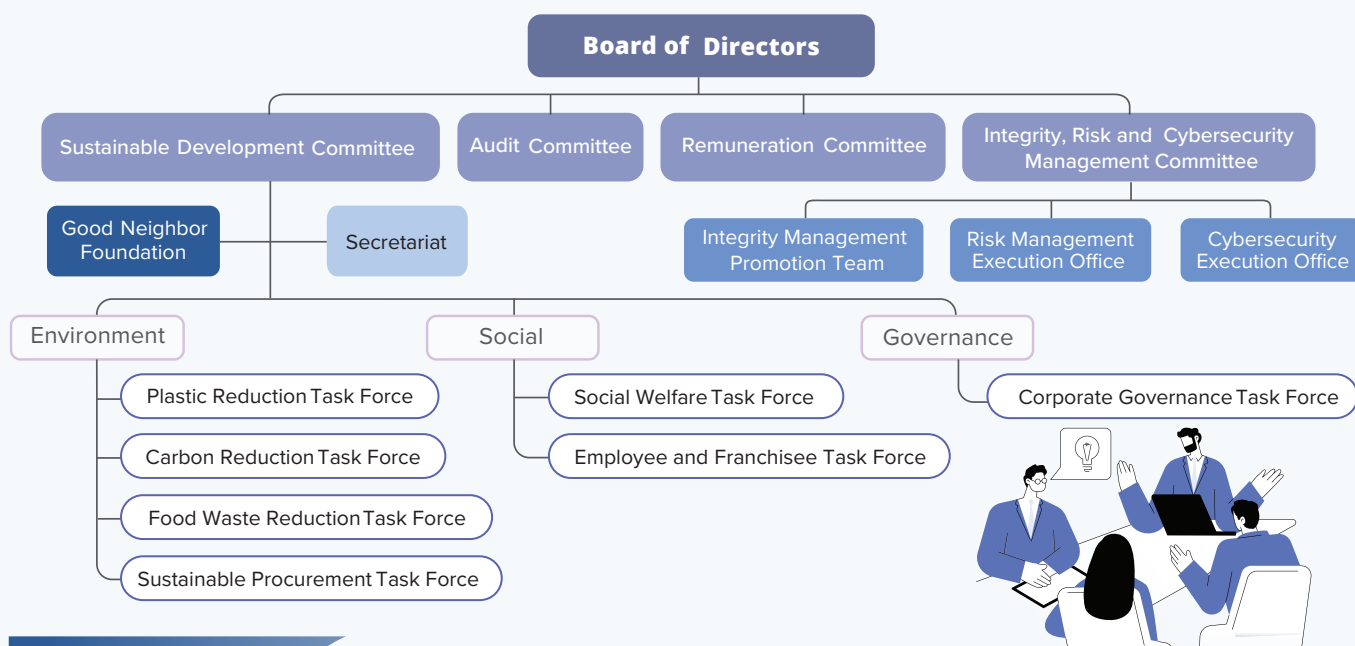 Board of Directors
Sustainable Development Committee
Audit Committee
Remuneration Committee
Integrity, Risk and Cybersecurity
Management Committee
Good Neighbor
Foundation
Secretariat
Integrity Management
Promotion Team
Risk Management
Execution Office
Cybersecurity
Execution Office
Environment
Social
Governance
Plastic Reduction Task Force
Social Welfare Task Force
Corporate Governance Task Force
Carbon Reduction Task Force
Employee and Franchisee Task Force
Food Waste Reduction Task Force
Sustainable Procurement Task Force